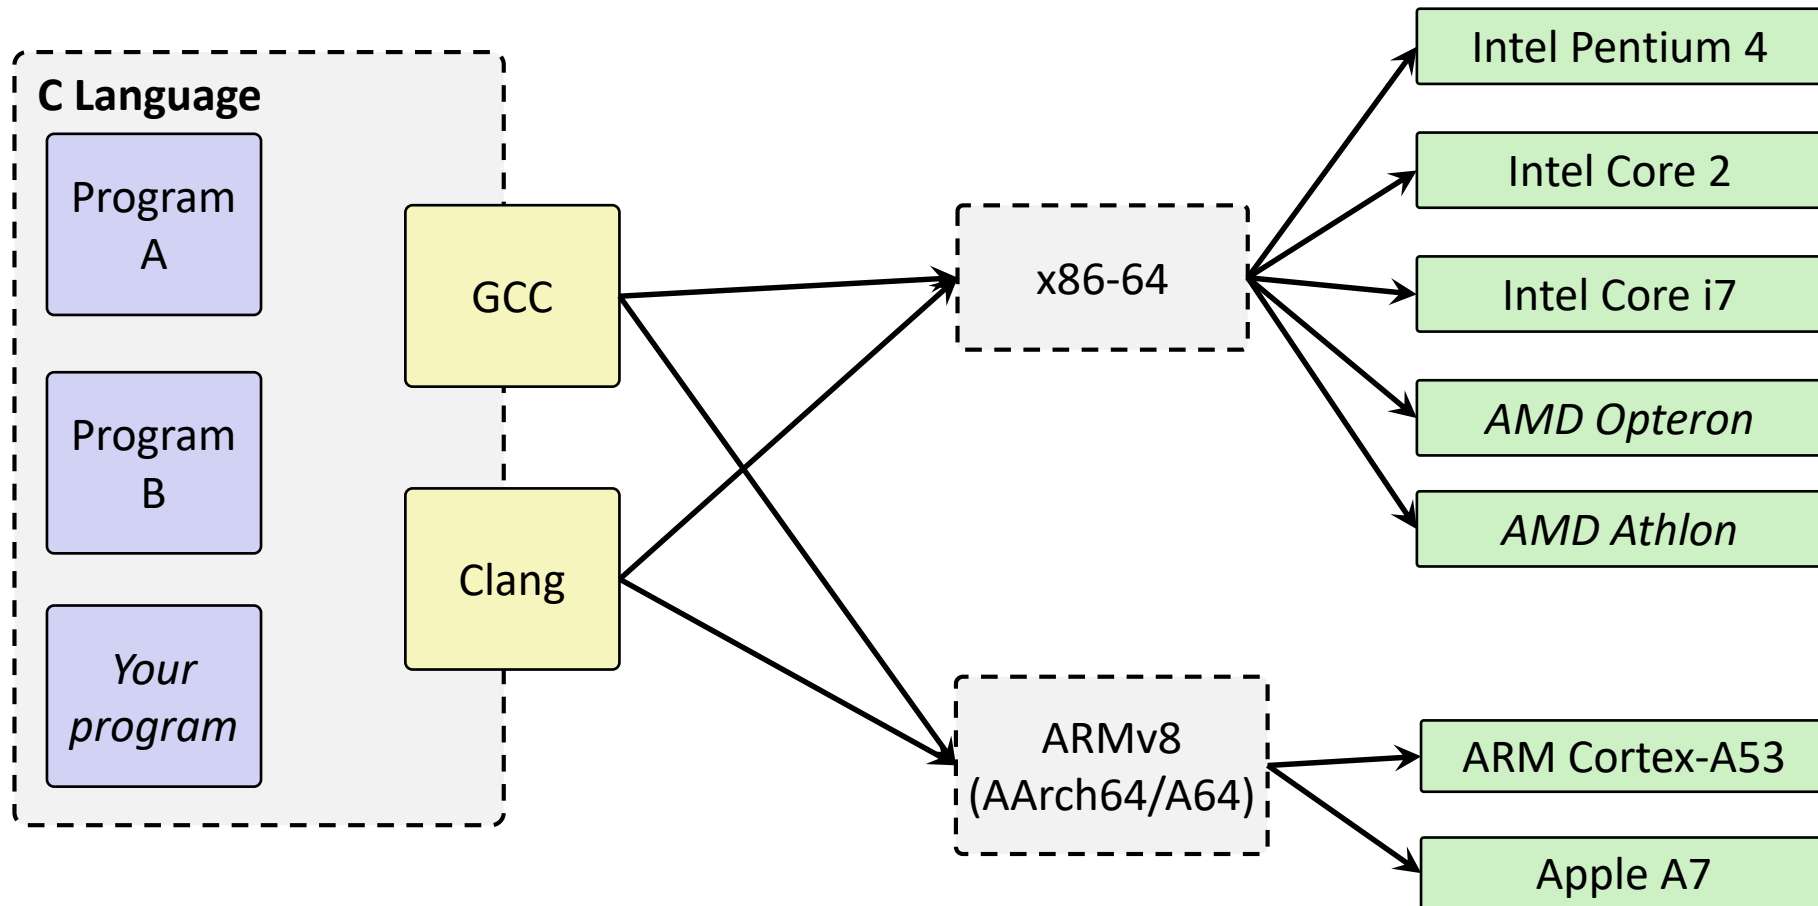 C Language
Program
A
Program
B
Your
program
GCC
Clang
x86-64
ARMv8
(AArch64/A64)
Intel Pentium 4
Intel Core 2
Intel Core i7
AMD Opteron
AMD Athlon
ARM Cortex-A53
Apple A7